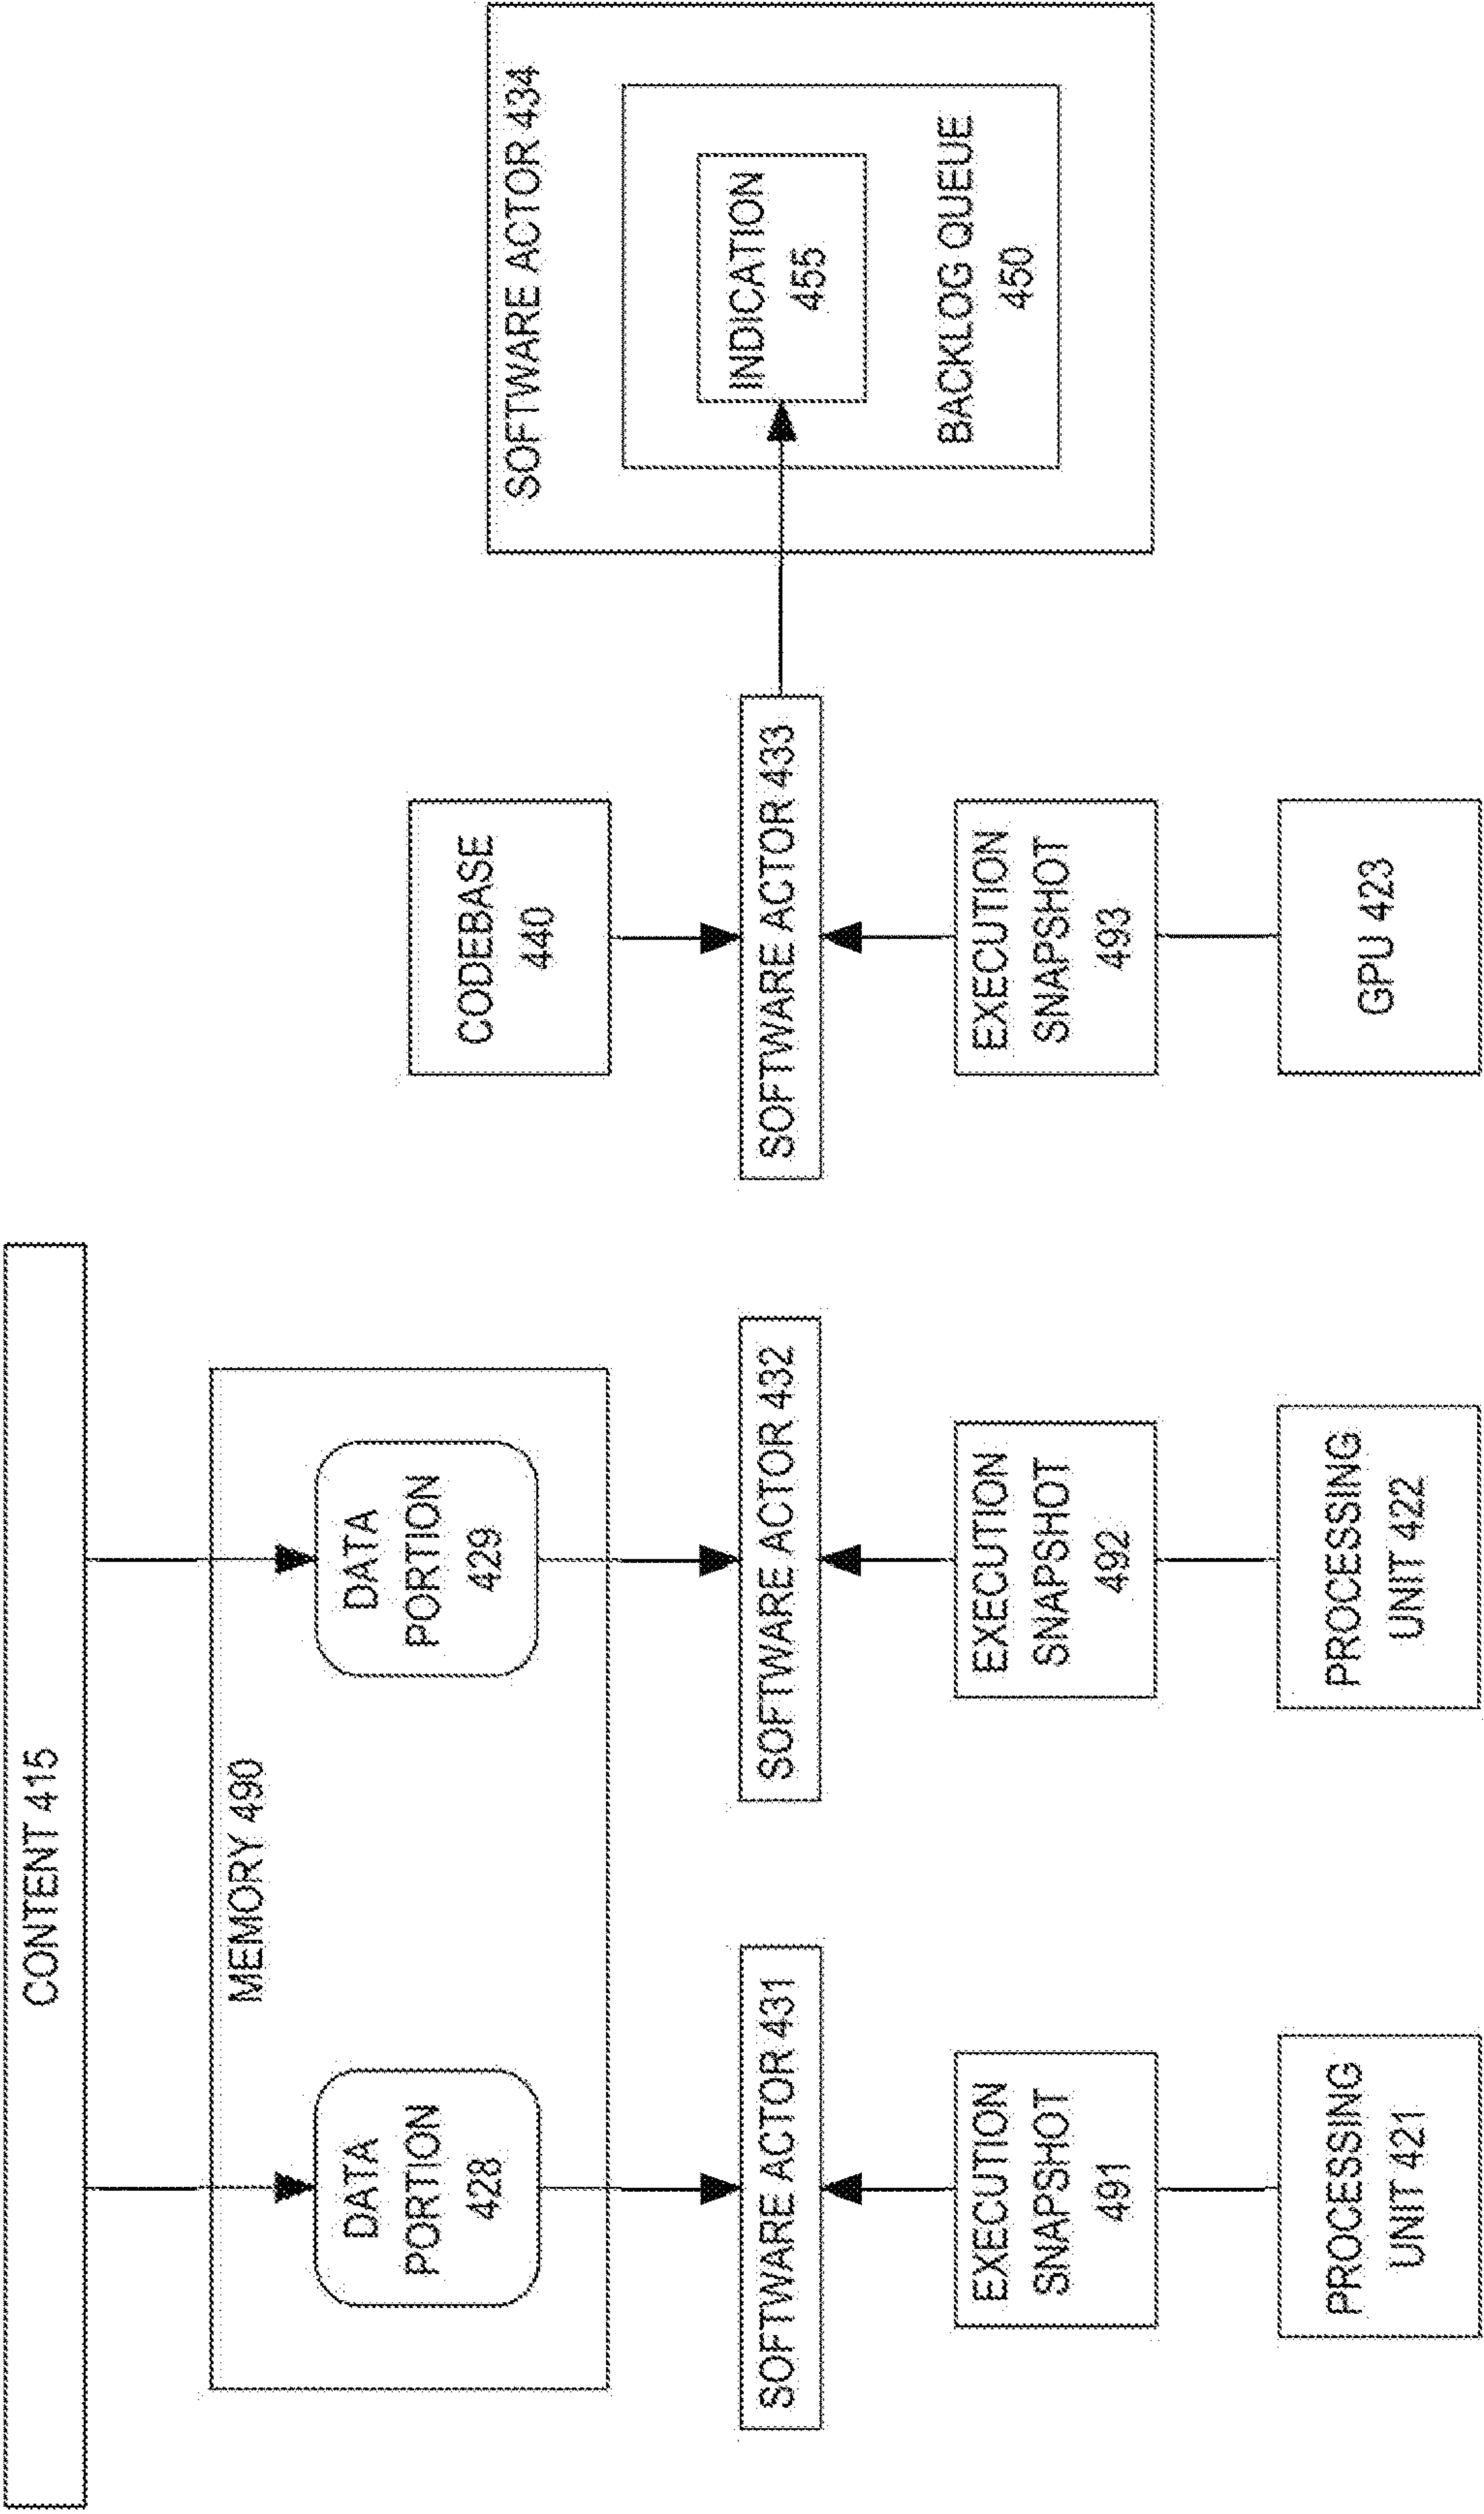 CONTENT 415
MEMORY 490
DATA
PORTION
428
DATA
PORTION
429
SOFTWARE ACTOR 431
SOFTWARE ACTOR 432
EXECUTION
SNAPSHOT
491
EXECUTION
SNAPSHOT
492
PROCESSING
UNIT 421
PROCESSING
UNIT 422
CODEBASE
440
SOFTWARE ACTOR 433
EXECUTION
SNAPSHOT
493
GPU 423
SOFTWARE ACTOR 434
INDICATION
455
BACKLOG QUEUE
450